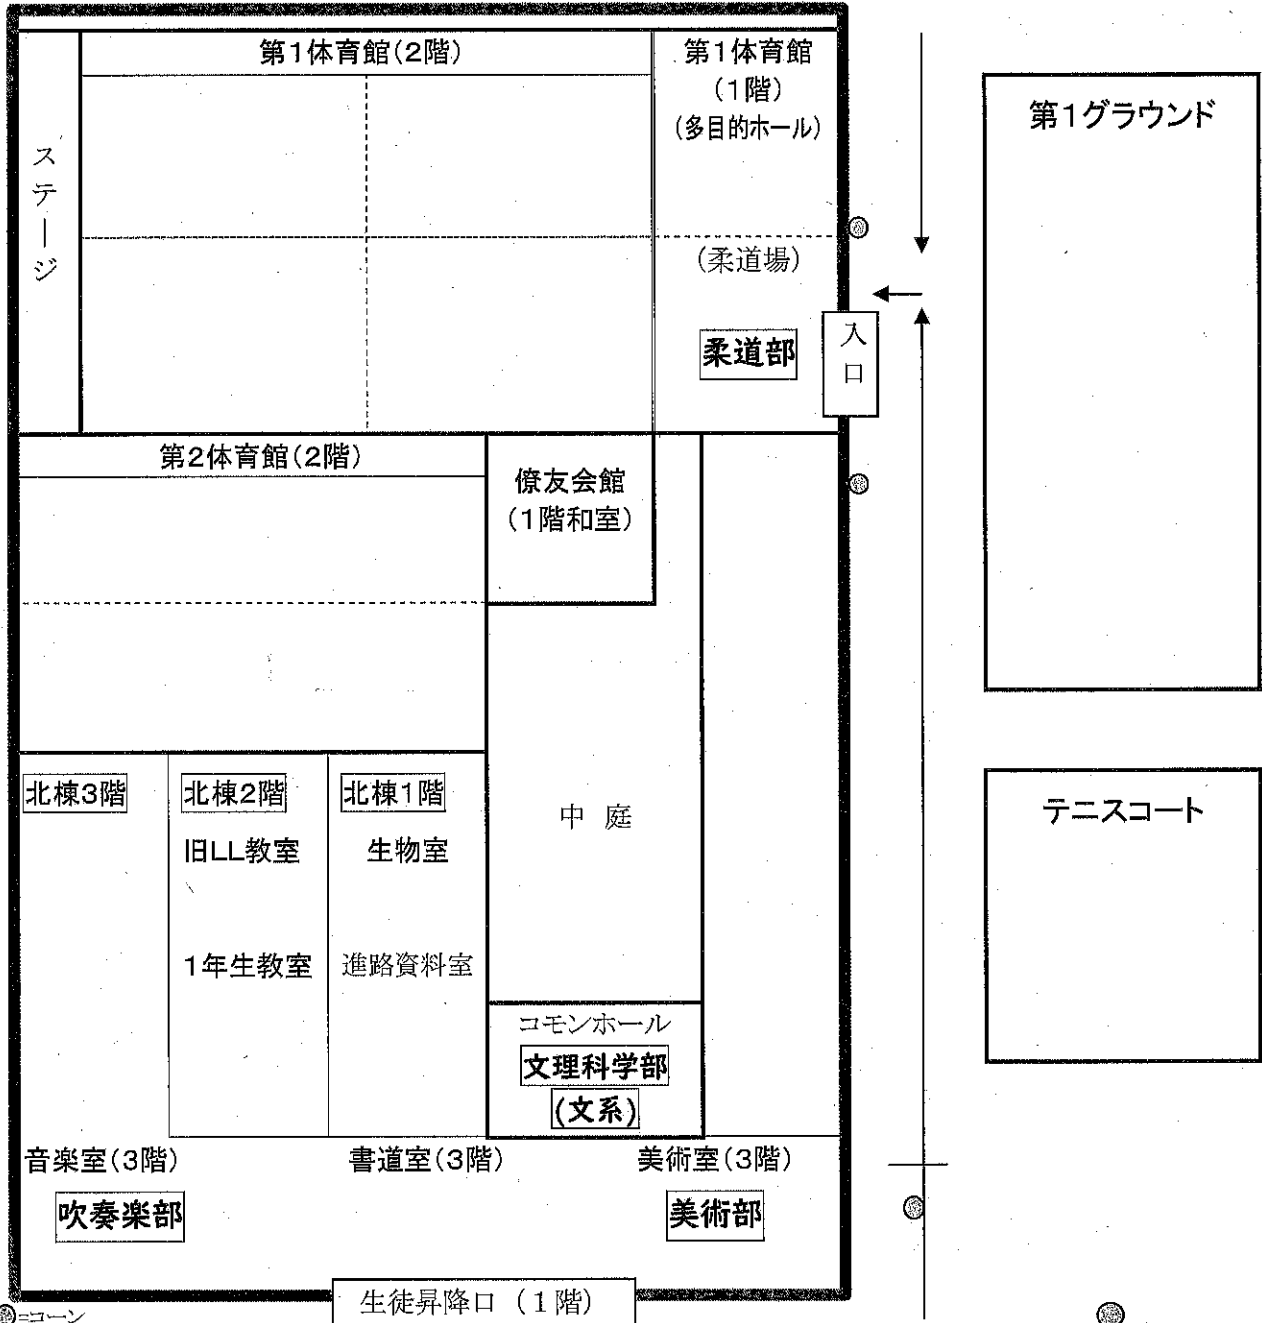 第1体育館(2階)
第1体育館
(1階)
(多目的ホール)
ステージ
(柔道場)
柔道部
入口
第1グラウンド
第2体育館(2階)
僚友会館
(1階和室)
北棟3階
北棟2階
北棟1階
旧LL教室
生物室
中庭
テニスコート
1年生教室
進路資料室
コモンホール
文理科学部
(文系)
音楽室(3階)
書道室(3階)
美術室(3階)
吹奏楽部
美術部
生徒昇降口(1階)
=コーン